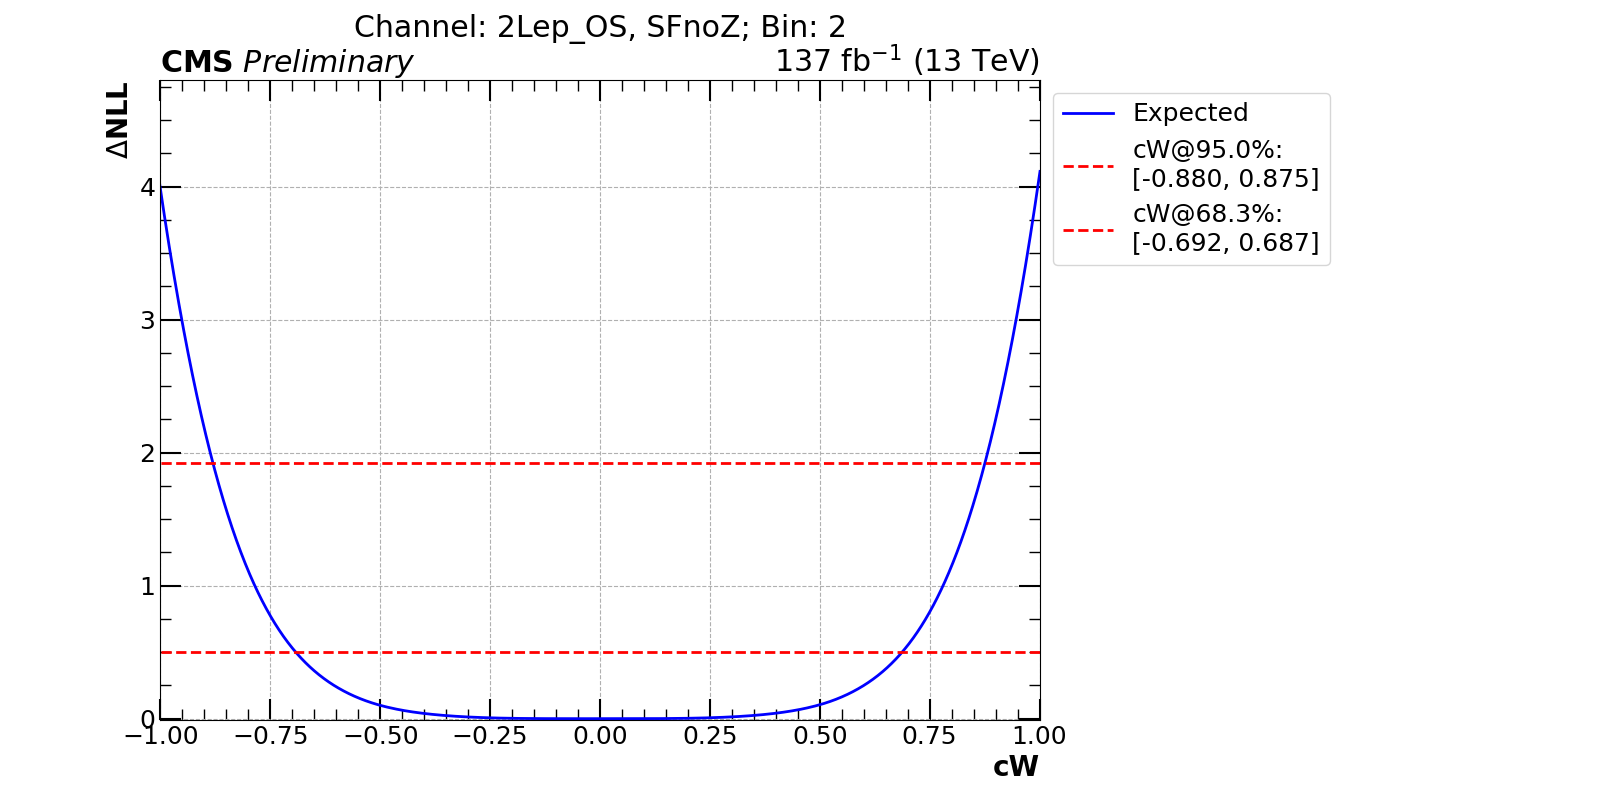 Channel: 2Lep_OS, SFnoZ; Bin: 2
CMS Preliminary 137 fb⁻¹ (13 TeV)
ΔNLL
4
3
2
1
0
−1.00 −0.75 −0.50 −0.25 0.00 0.25 0.50 0.75 1.00
cW
Expected
cW@95.0%:
[-0.880, 0.875]
cW@68.3%:
[-0.692, 0.687]